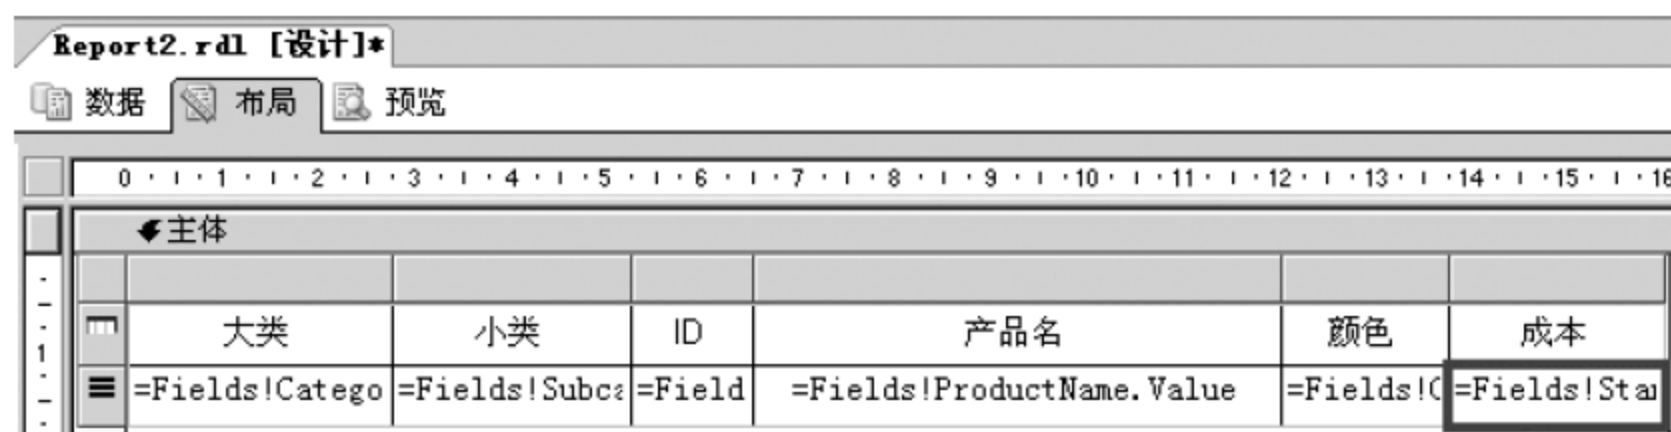 Report2.rdl [设计]*
数据 布局 预览
0 1 2 3 4 5 6 7 8 9 10 11 12 13 14 15 16
主体
大类 小类 ID 产品名 颜色 成本
1
=Fields!Catego =Fields!Subca =Field =Fields!ProductName.Value =Fields!C =Fields!Stan